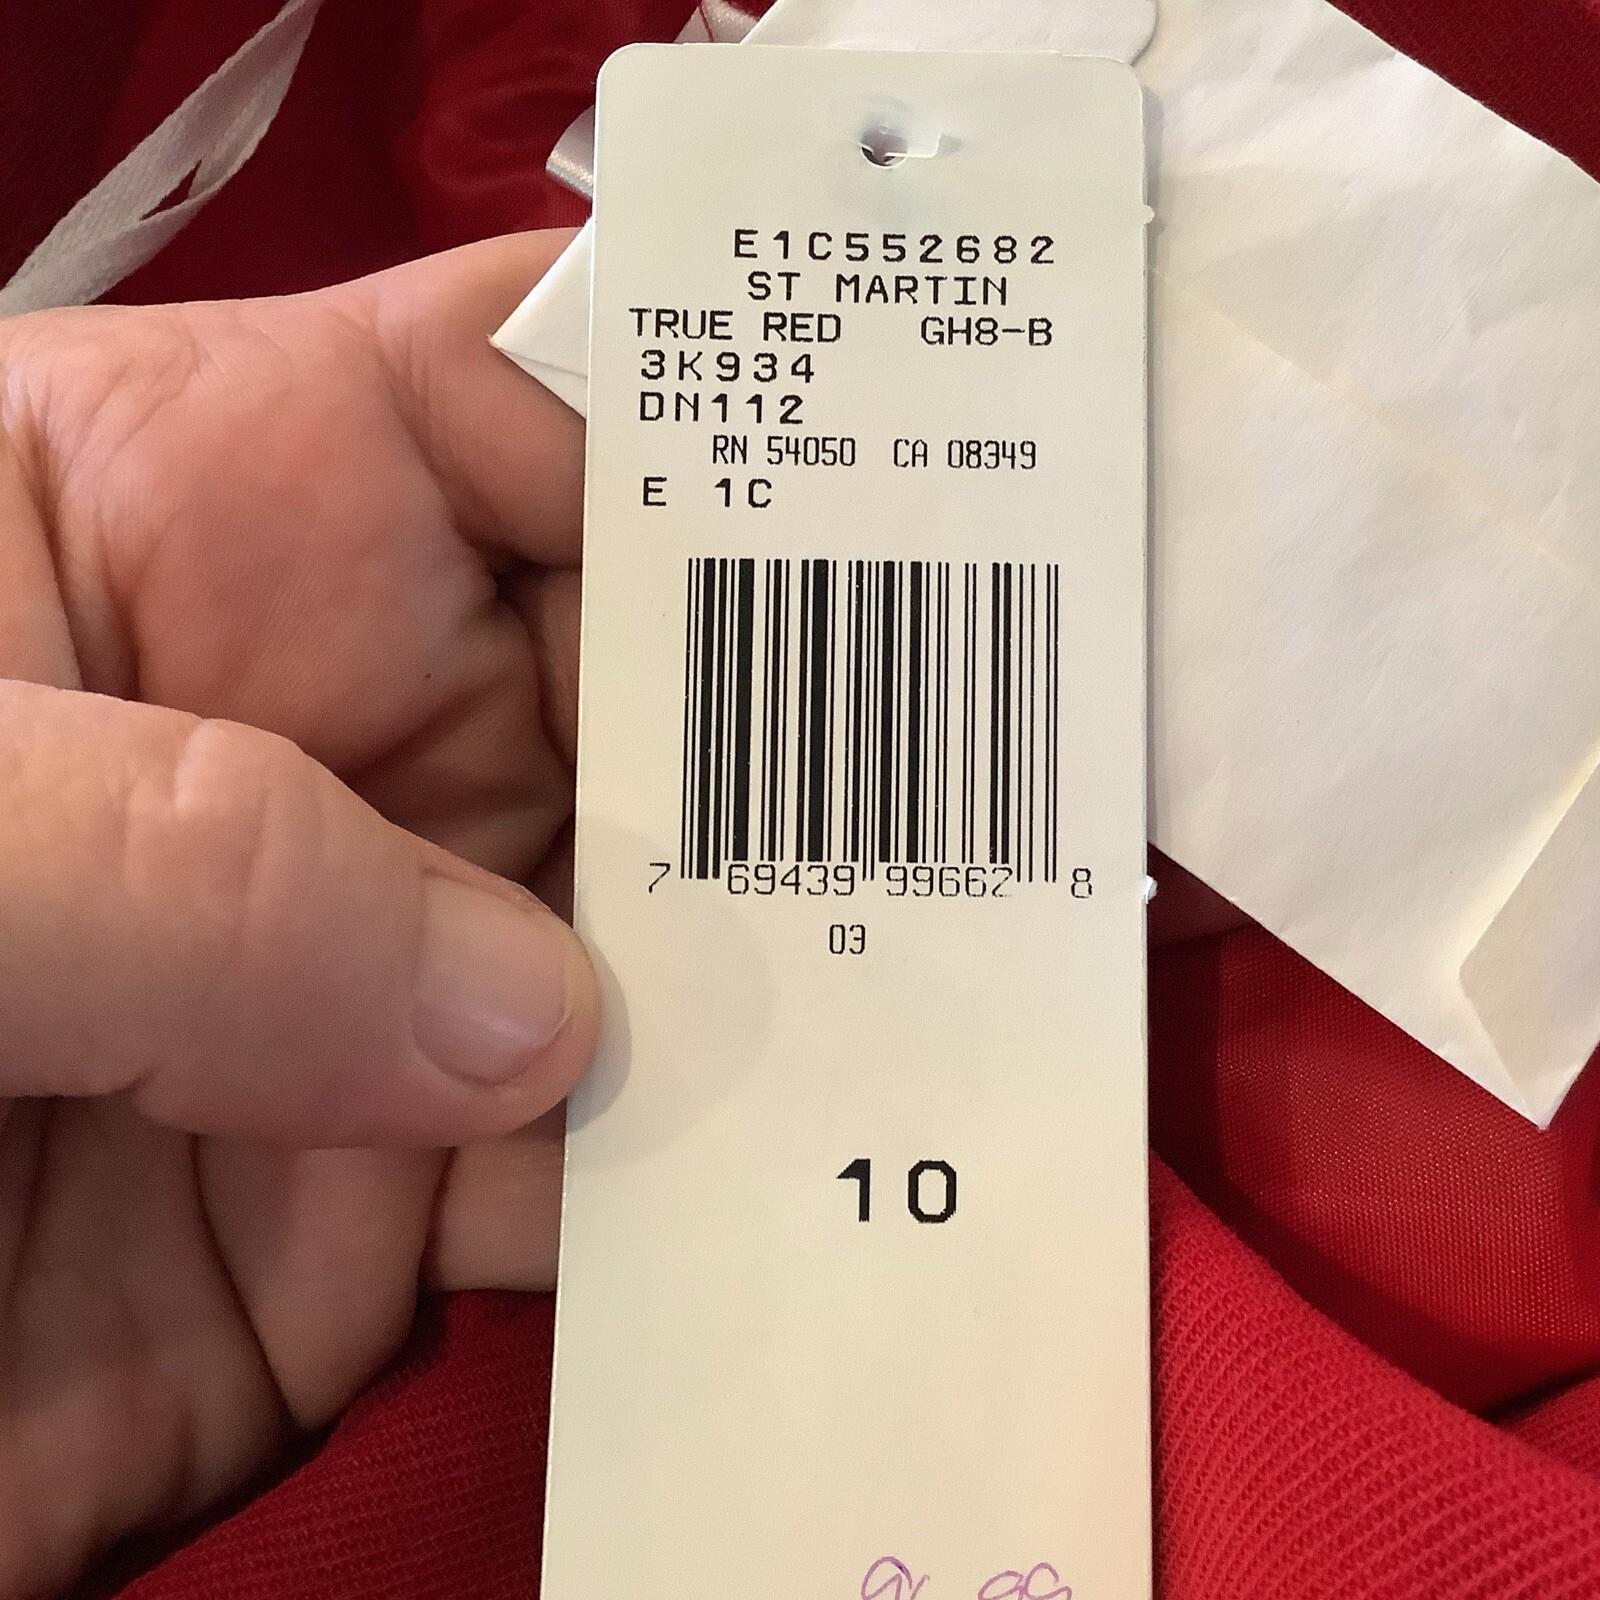 E1C552682
ST MARTIN
TRUE RED GH8-B
3K934
DN112
RN 54050 CA 08349
E 1C
7 69439 99662 8
03
10